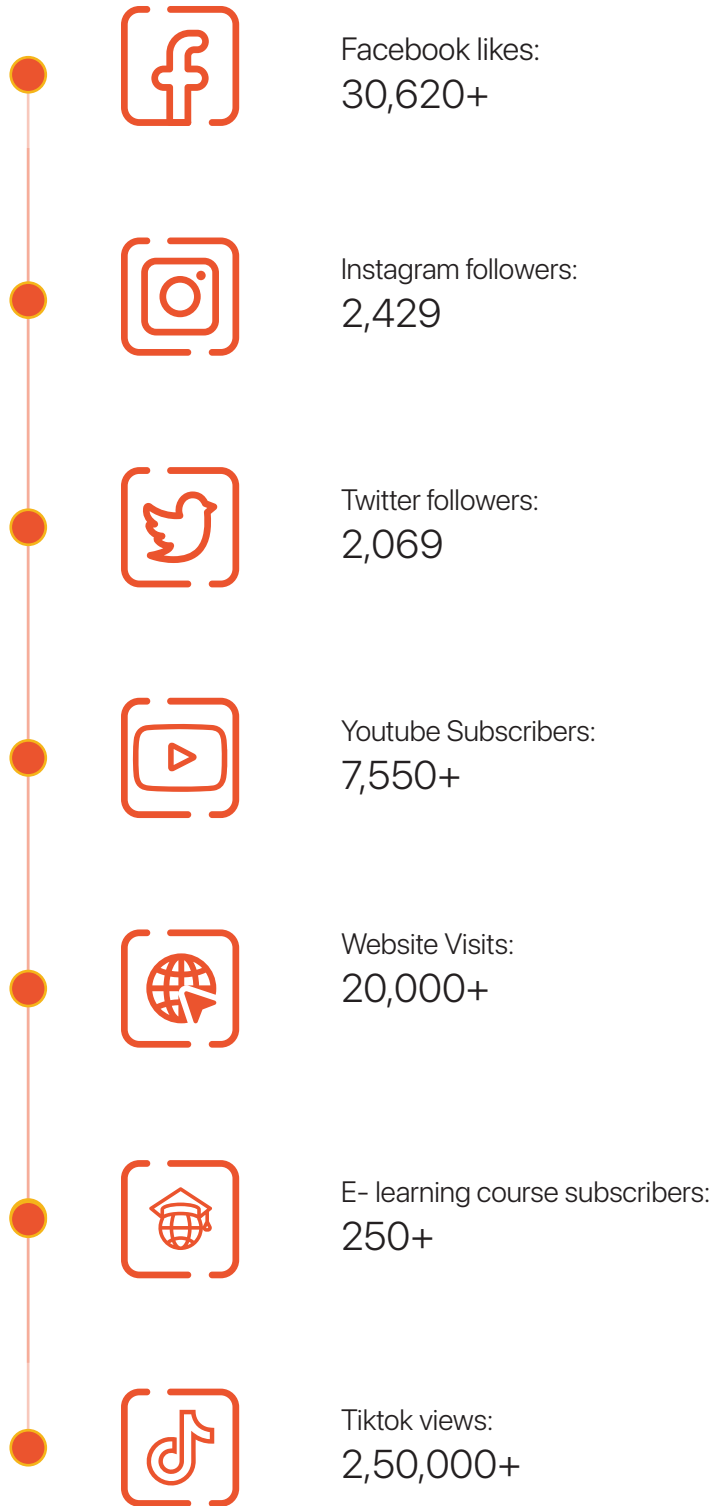 Facebook likes:
30,620+
Instagram followers:
2,429
Twitter followers:
2,069
Youtube Subscribers:
7,550+
Website Visits:
20,000+
E- learning course subscribers:
250+
Tiktok views:
2,50,000+